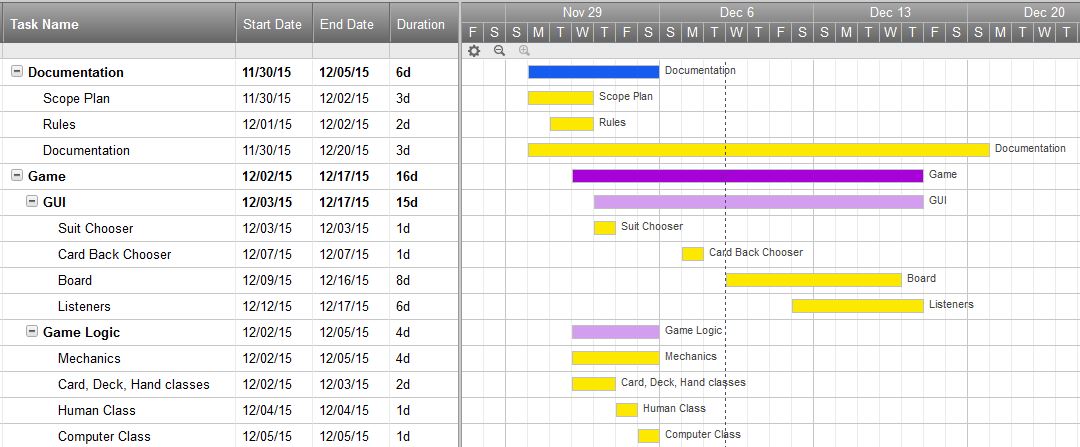 Nov 29 Dec 6 Dec 13 Dec 20
Task Name Start Date End Date Duration
F S S M T W T F S S M T W T F S S M T W T F S S M T W T
Documentation 11/30/15 12/05/15 6d Documentation
Scope Plan 11/30/15 12/02/15 3d Scope Plan
Rules 12/01/15 12/02/15 2d Rules
Documentation 11/30/15 12/20/15 3d Documentation
Game 12/02/15 12/17/15 16d Game
GUI 12/03/15 12/17/15 15d GUI
Suit Chooser 12/03/15 12/03/15 1d Suit Chooser
Card Back Chooser 12/07/15 12/07/15 1d Card Back Chooser
Board 12/09/15 12/16/15 8d Board
Listeners 12/12/15 12/17/15 6d Listeners
Game Logic 12/02/15 12/05/15 4d Game Logic
Mechanics 12/02/15 12/05/15 4d Mechanics
Card, Deck, Hand classes 12/02/15 12/03/15 2d Card, Deck, Hand classes
Human Class 12/04/15 12/04/15 1d Human Class
Computer Class 12/05/15 12/05/15 1d Computer Class